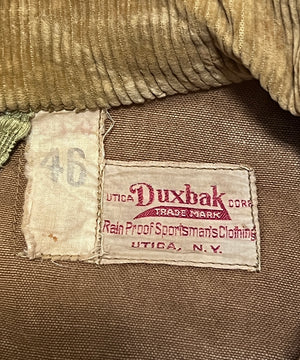 46
UTICA Duxbak CORP.
TRADE MARK
Rain Proof Sportsman's Clothing
UTICA, N.Y.